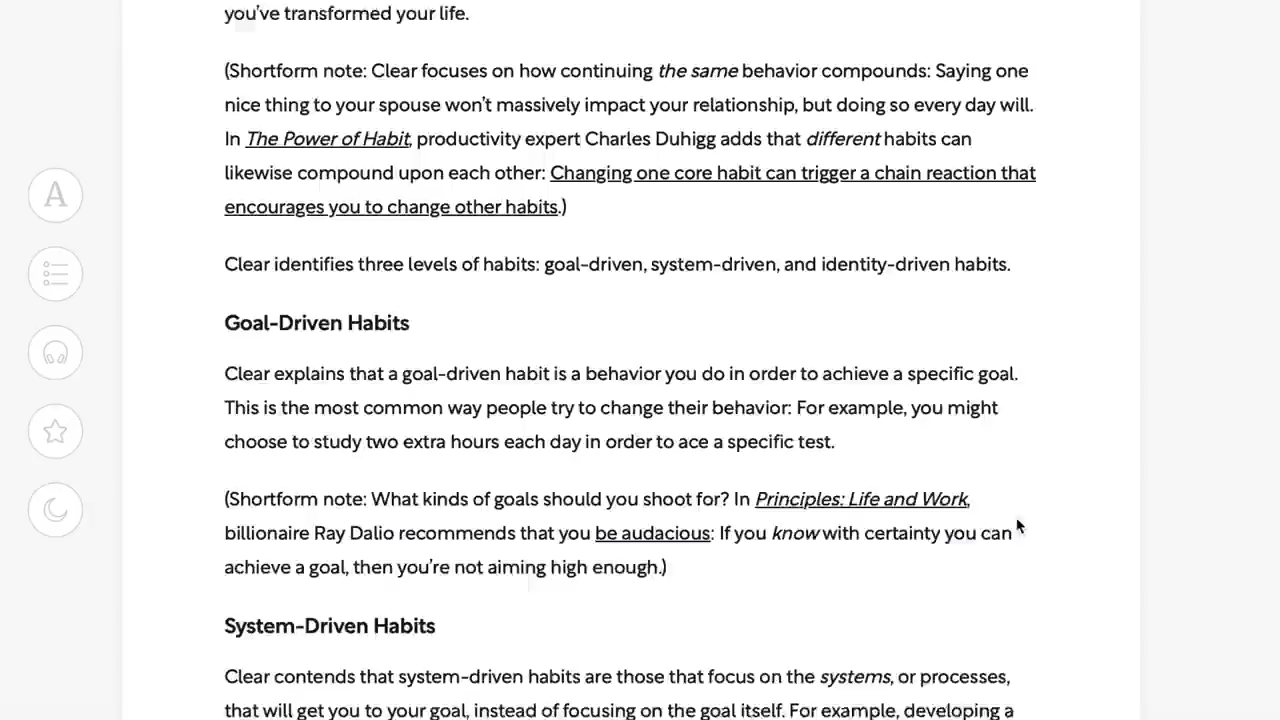 you've transformed your life.
(Shortform note: Clear focuses on how continuing the same behavior compounds: Saying one
nice thing to your spouse won't massively impact your relationship, but doing so every day will.
In The Power of Habit, productivity expert Charles Duhigg adds that different habits can
likewise compound upon each other: Changing one core habit can trigger a chain reaction that
encourages you to change other habits.)
Clear identifies three levels of habits: goal-driven, system-driven, and identity-driven habits.
Goal-Driven Habits
Clear explains that a goal-driven habit is a behavior you do in order to achieve a specific goal.
This is the most common way people try to change their behavior: For example, you might
choose to study two extra hours each day in order to ace a specific test.
(Shortform note: What kinds of goals should you shoot for? In Principles: Life and Work,
billionaire Ray Dalio recommends that you be audacious: If you know with certainty you can
achieve a goal, then you're not aiming high enough.)
System-Driven Habits
Clear contends that system-driven habits are those that focus on the systems, or processes,
that will get you to your goal, instead of focusing on the goal itself. For example, developing a
A